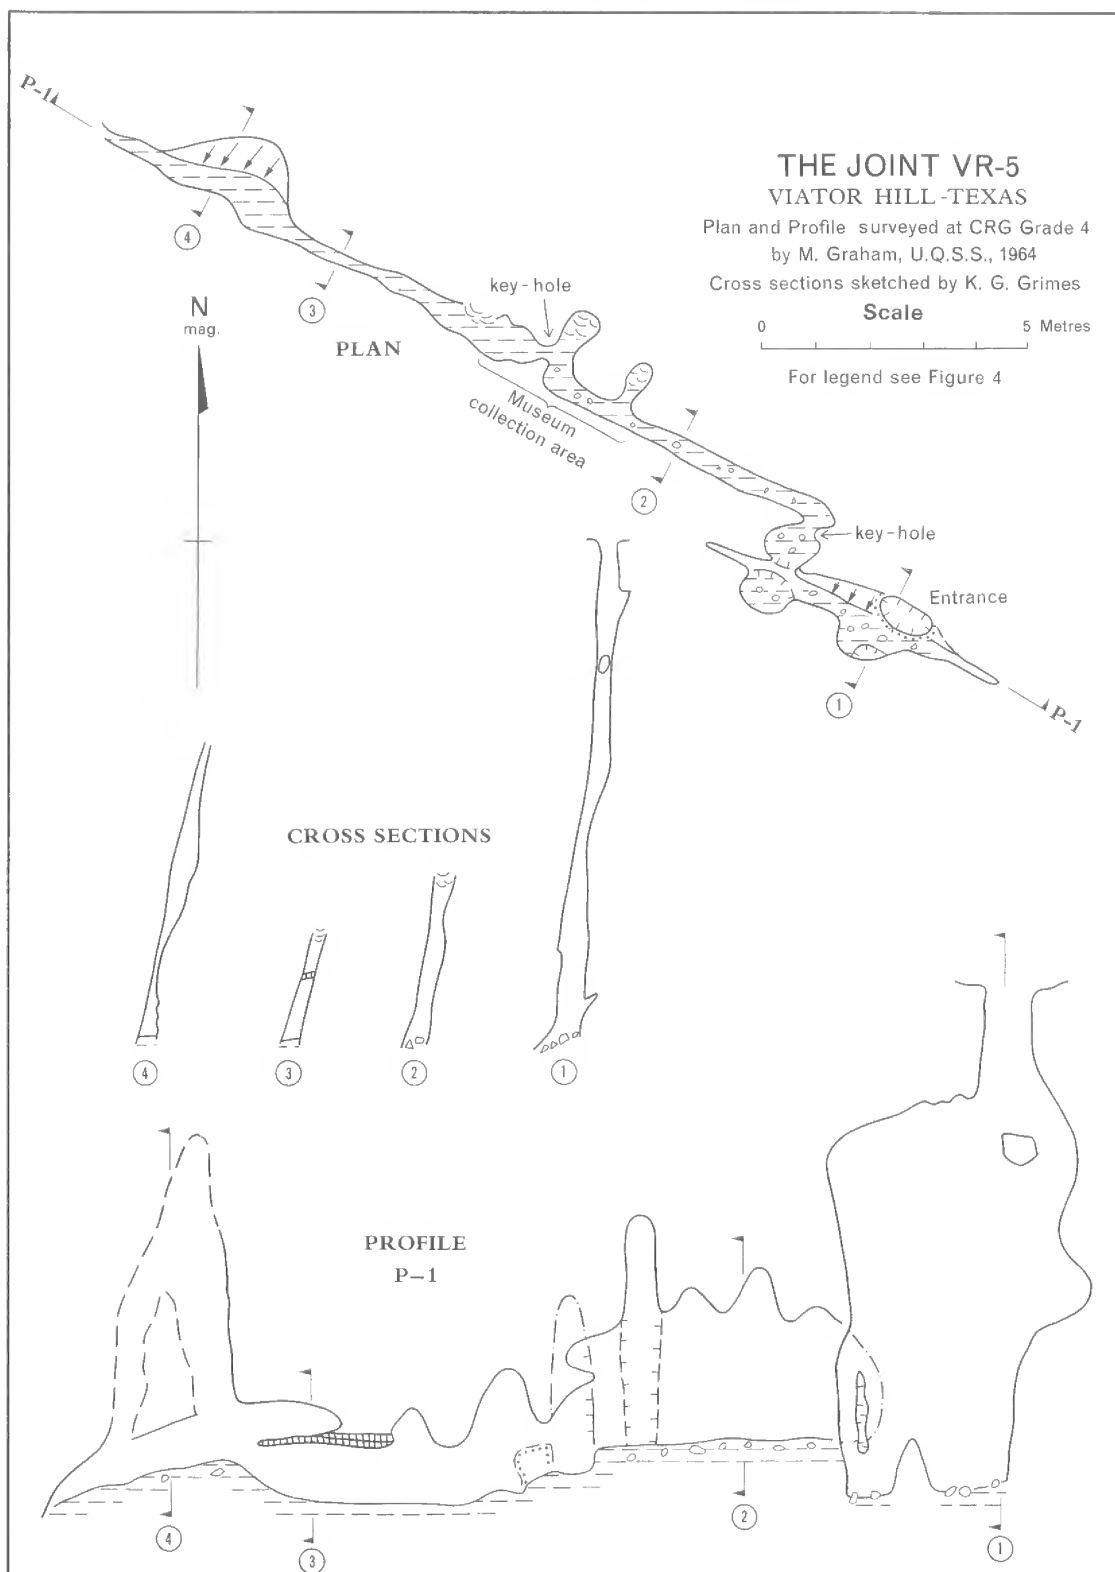 P-1
THE JOINT VR-5
VIATOR HILL-TEXAS
Plan and Profile surveyed at CRG Grade 4
by M. Graham, U.Q.S.S., 1964
Cross sections sketched by K. G. Grimes
Scale
0 5 Metres
For legend see Figure 4
4
3
key-hole
N
mag.
PLAN
Museum
collection area
2
key-hole
Entrance
1
P-1
CROSS SECTIONS
4
3
2
1
PROFILE
P-1
4
3
2
1